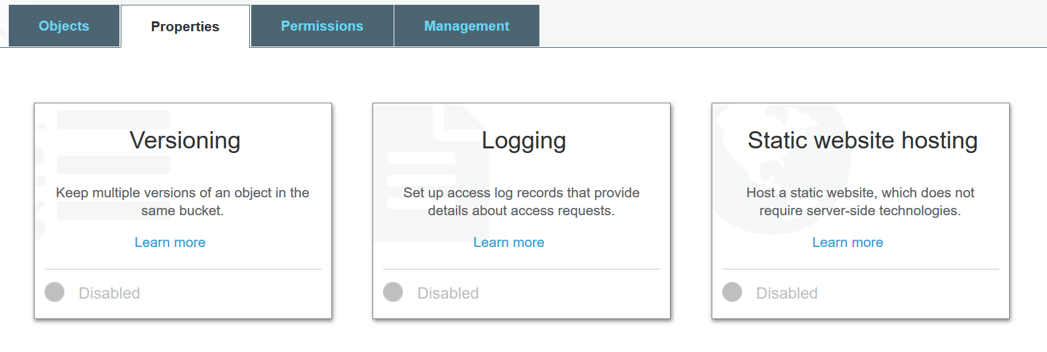 Objects
Properties
Permissions
Management
Versioning
Keep multiple versions of an object in the
same bucket.
Learn more
Disabled
Logging
Set up access log records that provide
details about access requests.
Learn more
Disabled
Static website hosting
Host a static website, which does not
require server-side technologies.
Learn more
Disabled